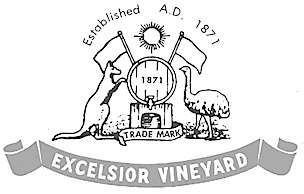 Established A.D. 1871
1871
TRADE MARK
EXCELSIOR VINEYARD